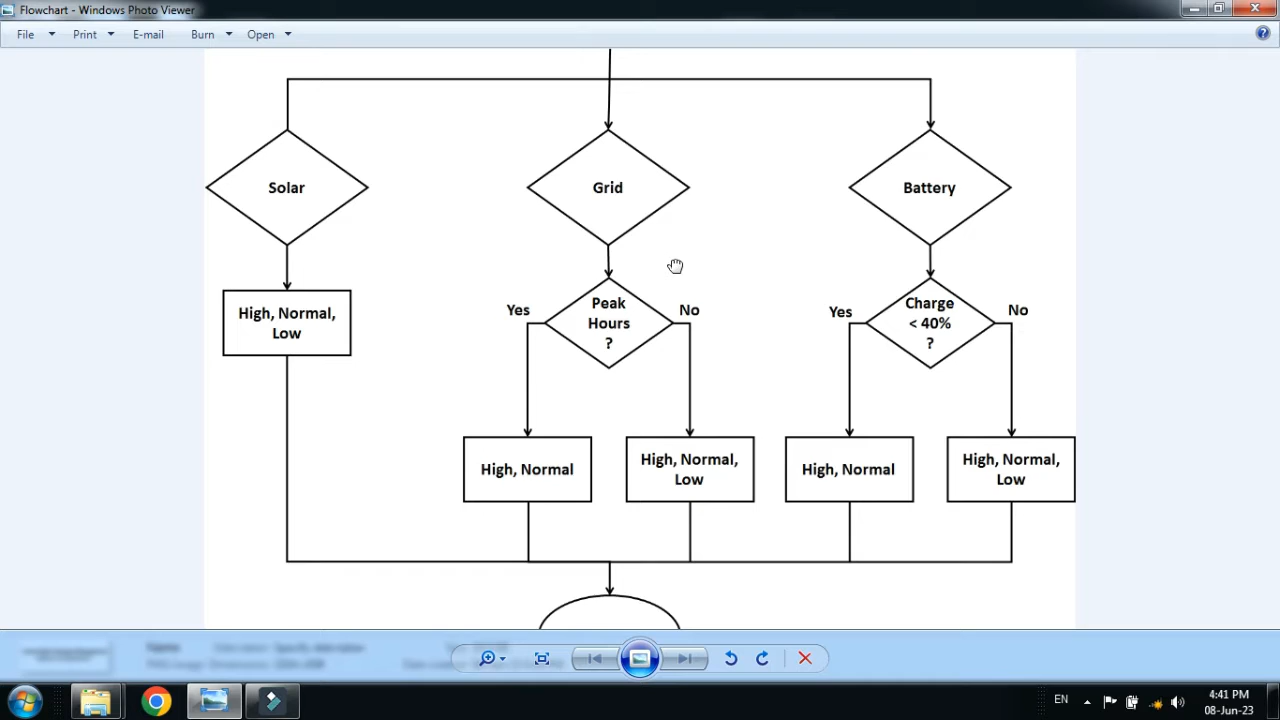 Flowchart - Windows Photo Viewer
File Print E-mail Burn Open
Solar
Grid
Battery
High, Normal,
Low
Yes
Peak
Hours
?
No
Yes
Charge
< 40%
?
No
High, Normal
High, Normal,
Low
High, Normal
High, Normal,
Low
Name
EN
4:41 PM
08-Jun-23